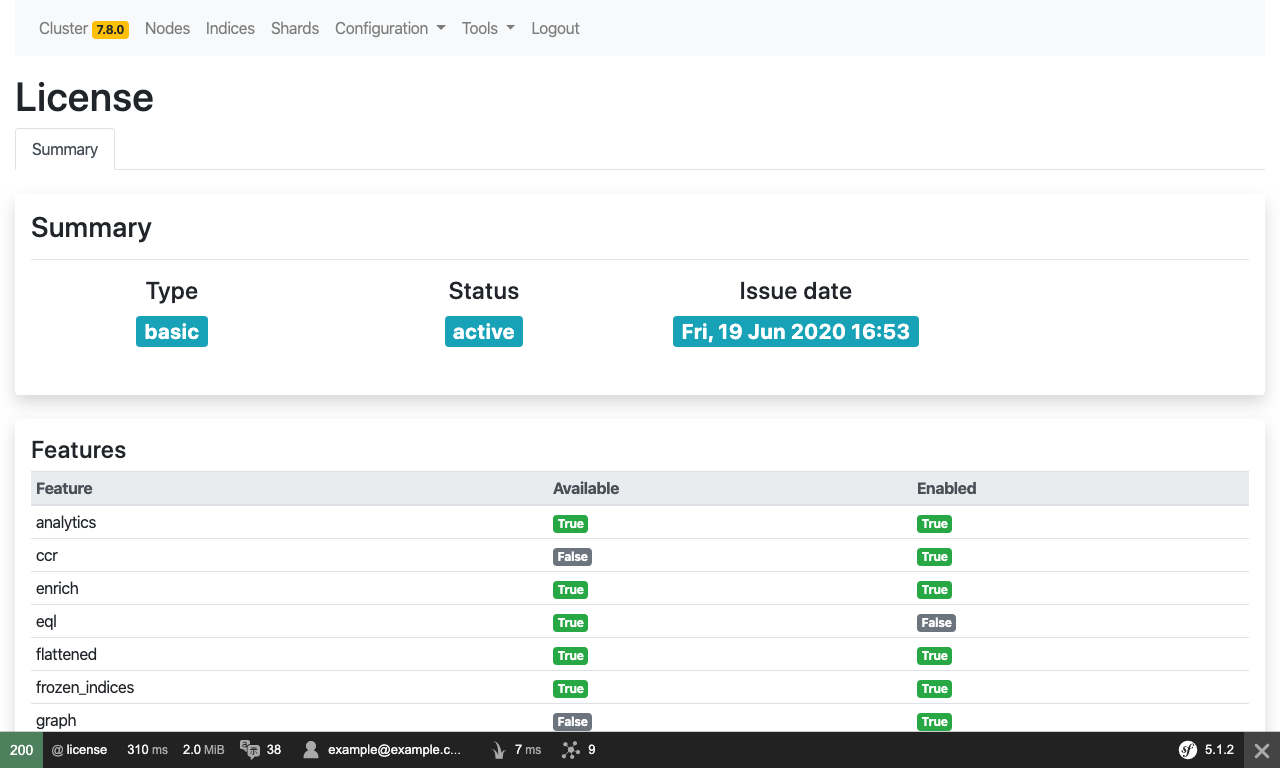 Cluster 7.8.0 Nodes Indices Shards Configuration Tools Logout
License
Summary
Summary
Type Status Issue date
basic active Fri, 19 Jun 2020 16:53
Features
Feature Available Enabled
analytics True True
ccr False True
enrich True True
eql True False
flattened True True
frozen_indices True True
graph False True
200 @ license 310 ms 2.0 MiB 38 example@example.c... 7 ms 9 sf 5.1.2